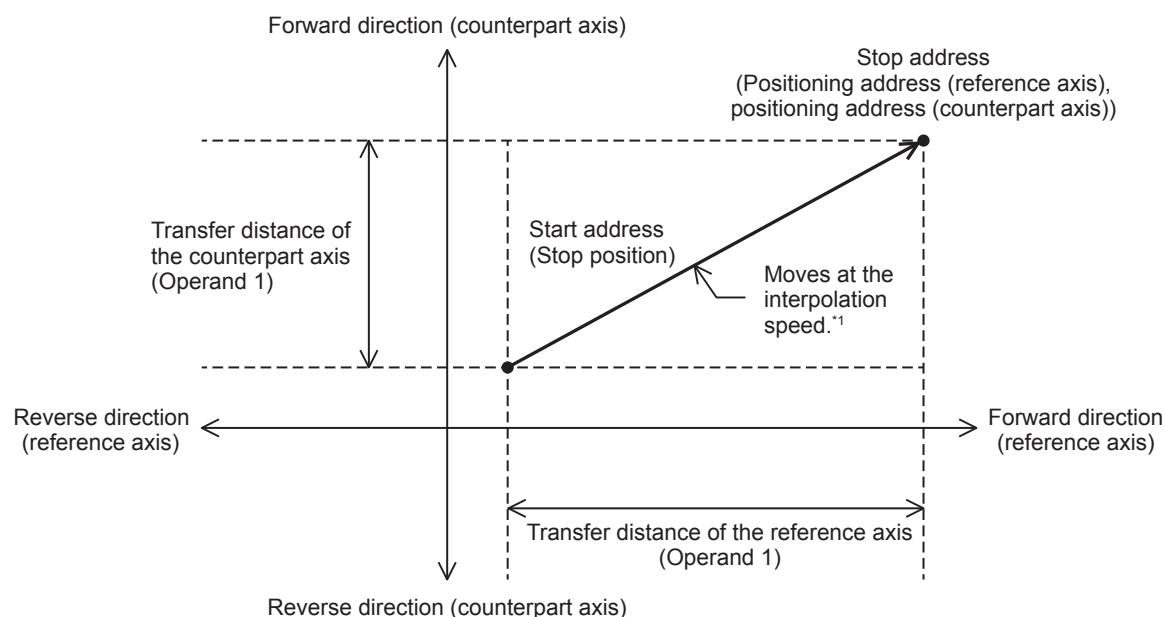 Forward direction (counterpart axis)
Stop address
(Positioning address (reference axis),
positioning address (counterpart axis))
Transfer distance of
the counterpart axis
(Operand 1)
Start address
(Stop position)
Moves at the
interpolation
speed.*1
Reverse direction
(reference axis)
Forward direction
(reference axis)
Transfer distance of the reference axis
(Operand 1)
Reverse direction (counterpart axis)